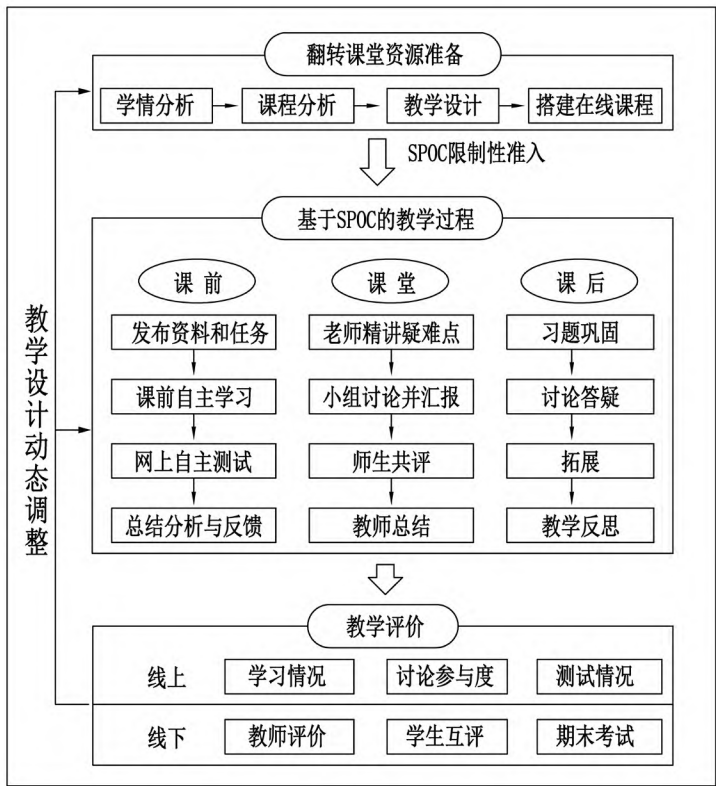 翻转课堂资源准备
学情分析 课程分析 教学设计 搭建在线课程
SPOC限制性准入
基于SPOC的教学过程
课前 课堂 课后
发布资料和任务 老师精讲疑难点 习题巩固
课前自主学习 小组讨论并汇报 讨论答疑
网上自主测试 师生共评 拓展
总结分析与反馈 教师总结 教学反思
教学设计动态调整
教学评价
线上 学习情况 讨论参与度 测试情况
线下 教师评价 学生互评 期末考试